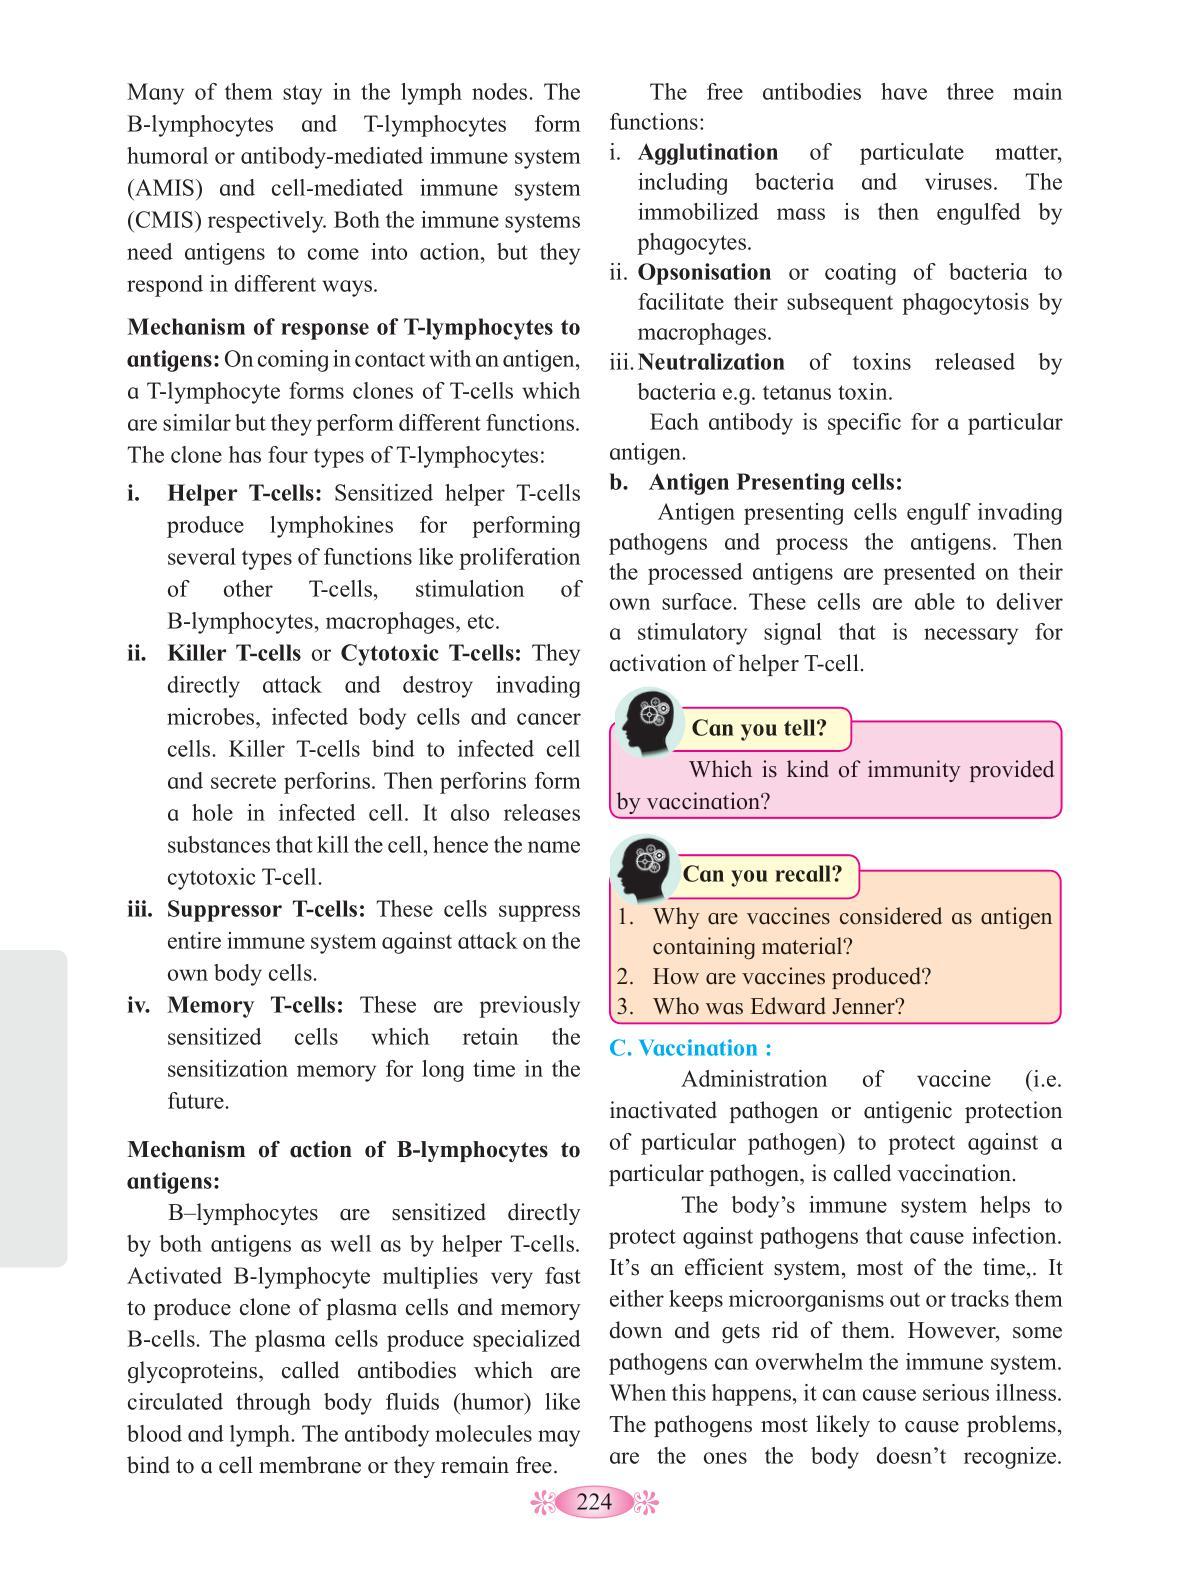 Many of them stay in the lymph nodes. The
B-lymphocytes and T-lymphocytes form
humoral or antibody-mediated immune system
(AMIS) and cell-mediated immune system
(CMIS) respectively. Both the immune systems
need antigens to come into action, but they
respond in different ways.
Mechanism of response of T-lymphocytes to
antigens: On coming in contact with an antigen,
a T-lymphocyte forms clones of T-cells which
are similar but they perform different functions.
The clone has four types of T-lymphocytes:
i. Helper T-cells: Sensitized helper T-cells
produce lymphokines for performing
several types of functions like proliferation
of other T-cells, stimulation of
B-lymphocytes, macrophages, etc.
ii. Killer T-cells or Cytotoxic T-cells: They
directly attack and destroy invading
microbes, infected body cells and cancer
cells. Killer T-cells bind to infected cell
and secrete perforins. Then perforins form
a hole in infected cell. It also releases
substances that kill the cell, hence the name
cytotoxic T-cell.
iii. Suppressor T-cells: These cells suppress
entire immune system against attack on the
own body cells.
iv. Memory T-cells: These are previously
sensitized cells which retain the
sensitization memory for long time in the
future.
Mechanism of action of B-lymphocytes to
antigens:
B–lymphocytes are sensitized directly
by both antigens as well as by helper T-cells.
Activated B-lymphocyte multiplies very fast
to produce clone of plasma cells and memory
B-cells. The plasma cells produce specialized
glycoproteins, called antibodies which are
circulated through body fluids (humor) like
blood and lymph. The antibody molecules may
bind to a cell membrane or they remain free.
The free antibodies have three main
functions:
i. Agglutination of particulate matter,
including bacteria and viruses. The
immobilized mass is then engulfed by
phagocytes.
ii. Opsonisation or coating of bacteria to
facilitate their subsequent phagocytosis by
macrophages.
iii. Neutralization of toxins released by
bacteria e.g. tetanus toxin.
Each antibody is specific for a particular
antigen.
b. Antigen Presenting cells:
Antigen presenting cells engulf invading
pathogens and process the antigens. Then
the processed antigens are presented on their
own surface. These cells are able to deliver
a stimulatory signal that is necessary for
activation of helper T-cell.
Can you tell?
Which is kind of immunity provided
by vaccination?
Can you recall?
1. Why are vaccines considered as antigen
containing material?
2. How are vaccines produced?
3. Who was Edward Jenner?
C. Vaccination :
Administration of vaccine (i.e.
inactivated pathogen or antigenic protection
of particular pathogen) to protect against a
particular pathogen, is called vaccination.
The body’s immune system helps to
protect against pathogens that cause infection.
It’s an efficient system, most of the time,. It
either keeps microorganisms out or tracks them
down and gets rid of them. However, some
pathogens can overwhelm the immune system.
When this happens, it can cause serious illness.
The pathogens most likely to cause problems,
are the ones the body doesn’t recognize.
224